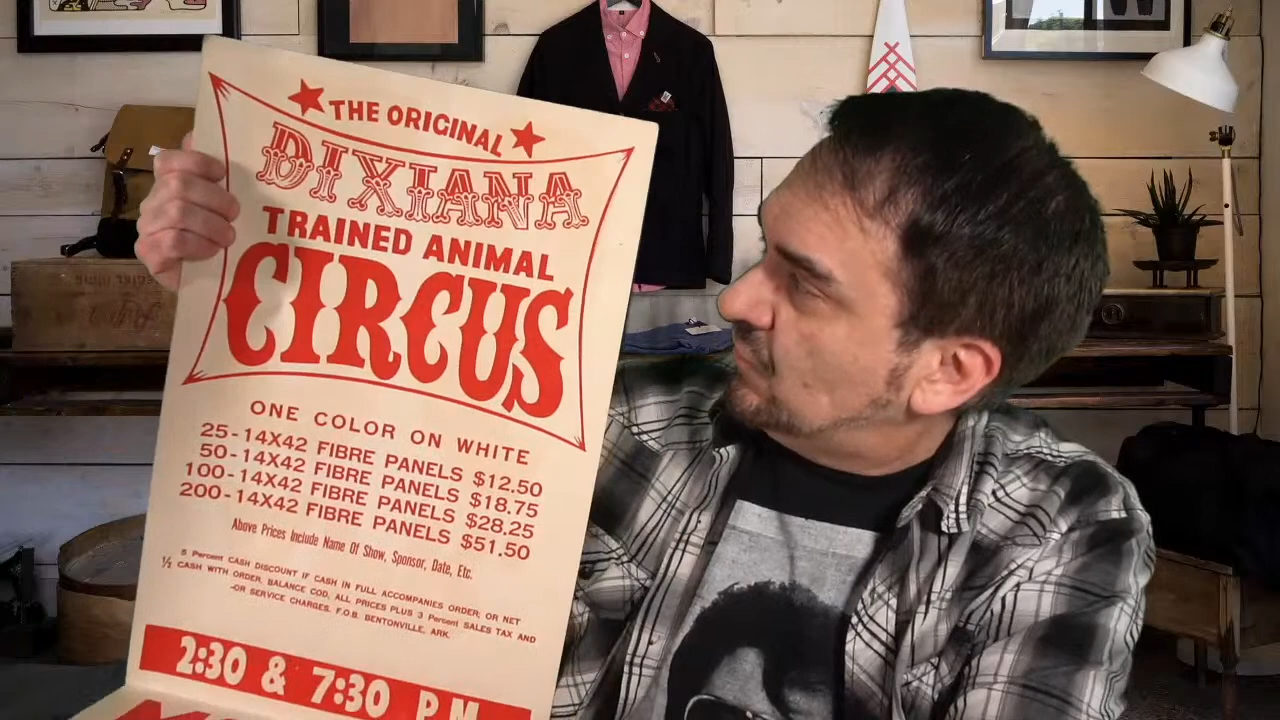 THE ORIGINAL
DIXIANA
TRAINED ANIMAL
CIRCUS
ONE COLOR ON WHITE
25-14X42 FIBRE PANELS $12.50
50-14X42 FIBRE PANELS $18.75
100-14X42 FIBRE PANELS $28.25
200-14X42 FIBRE PANELS $51.50
Above Prices Include Name Of Show, Sponsor, Date, Etc.
5 Percent CASH DISCOUNT IF CASH IN FULL ACCOMPANIES ORDER; OR NET
½ CASH WITH ORDER, BALANCE COD, ALL PRICES PLUS 3 Percent SALES TAX AND
-OR SERVICE CHARGES. F.O.B. BENTONVILLE, ARK.
2:30 & 7:30 P M